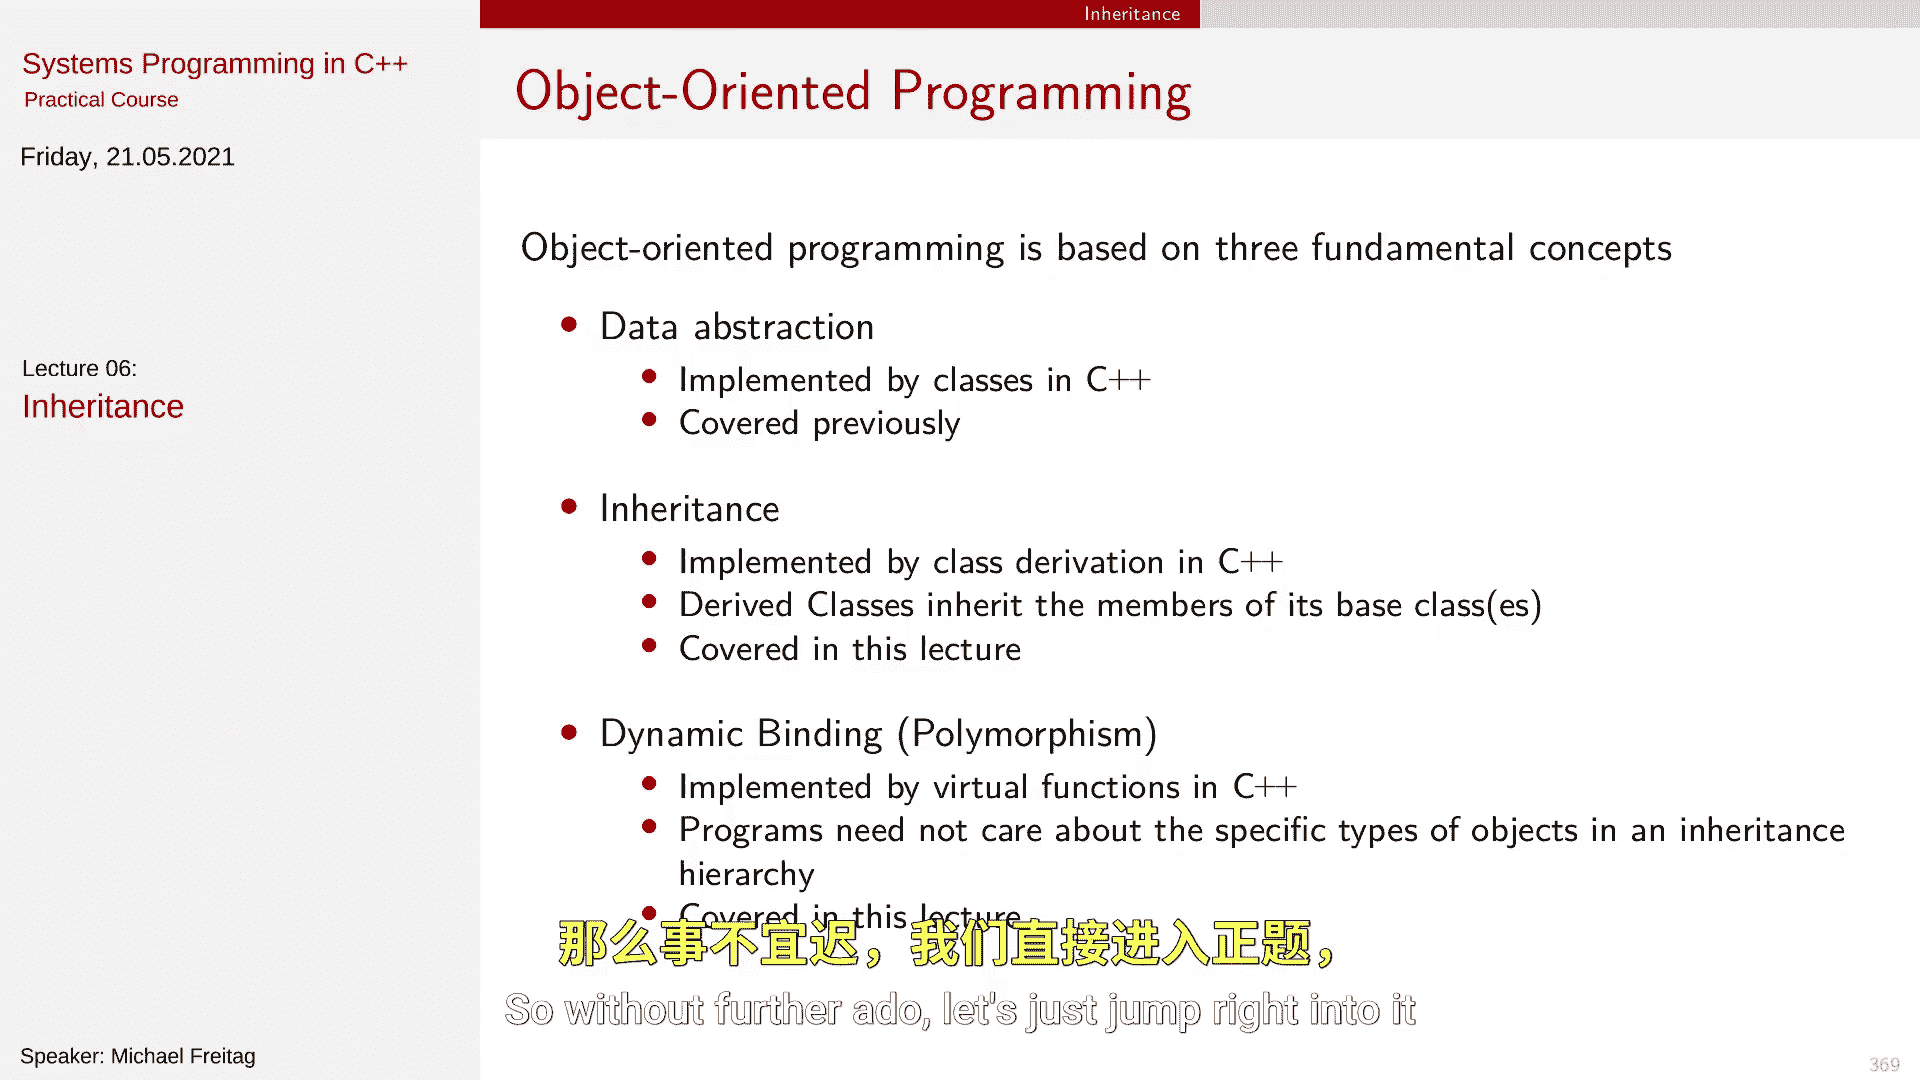 Inheritance
Systems Programming in C++
Practical Course
Friday, 21.05.2021
Lecture 06:
Inheritance
Speaker: Michael Freitag
Object-Oriented Programming
Object-oriented programming is based on three fundamental concepts
• Data abstraction
• Implemented by classes in C++
• Covered previously
• Inheritance
• Implemented by class derivation in C++
• Derived Classes inherit the members of its base class(es)
• Covered in this lecture
• Dynamic Binding (Polymorphism)
• Implemented by virtual functions in C++
• Programs need not care about the specific types of objects in an inheritance
hierarchy
• Covered in this lecture
那么事不宜迟，我们直接进入正题，
So without further ado, let's just jump right into it
369